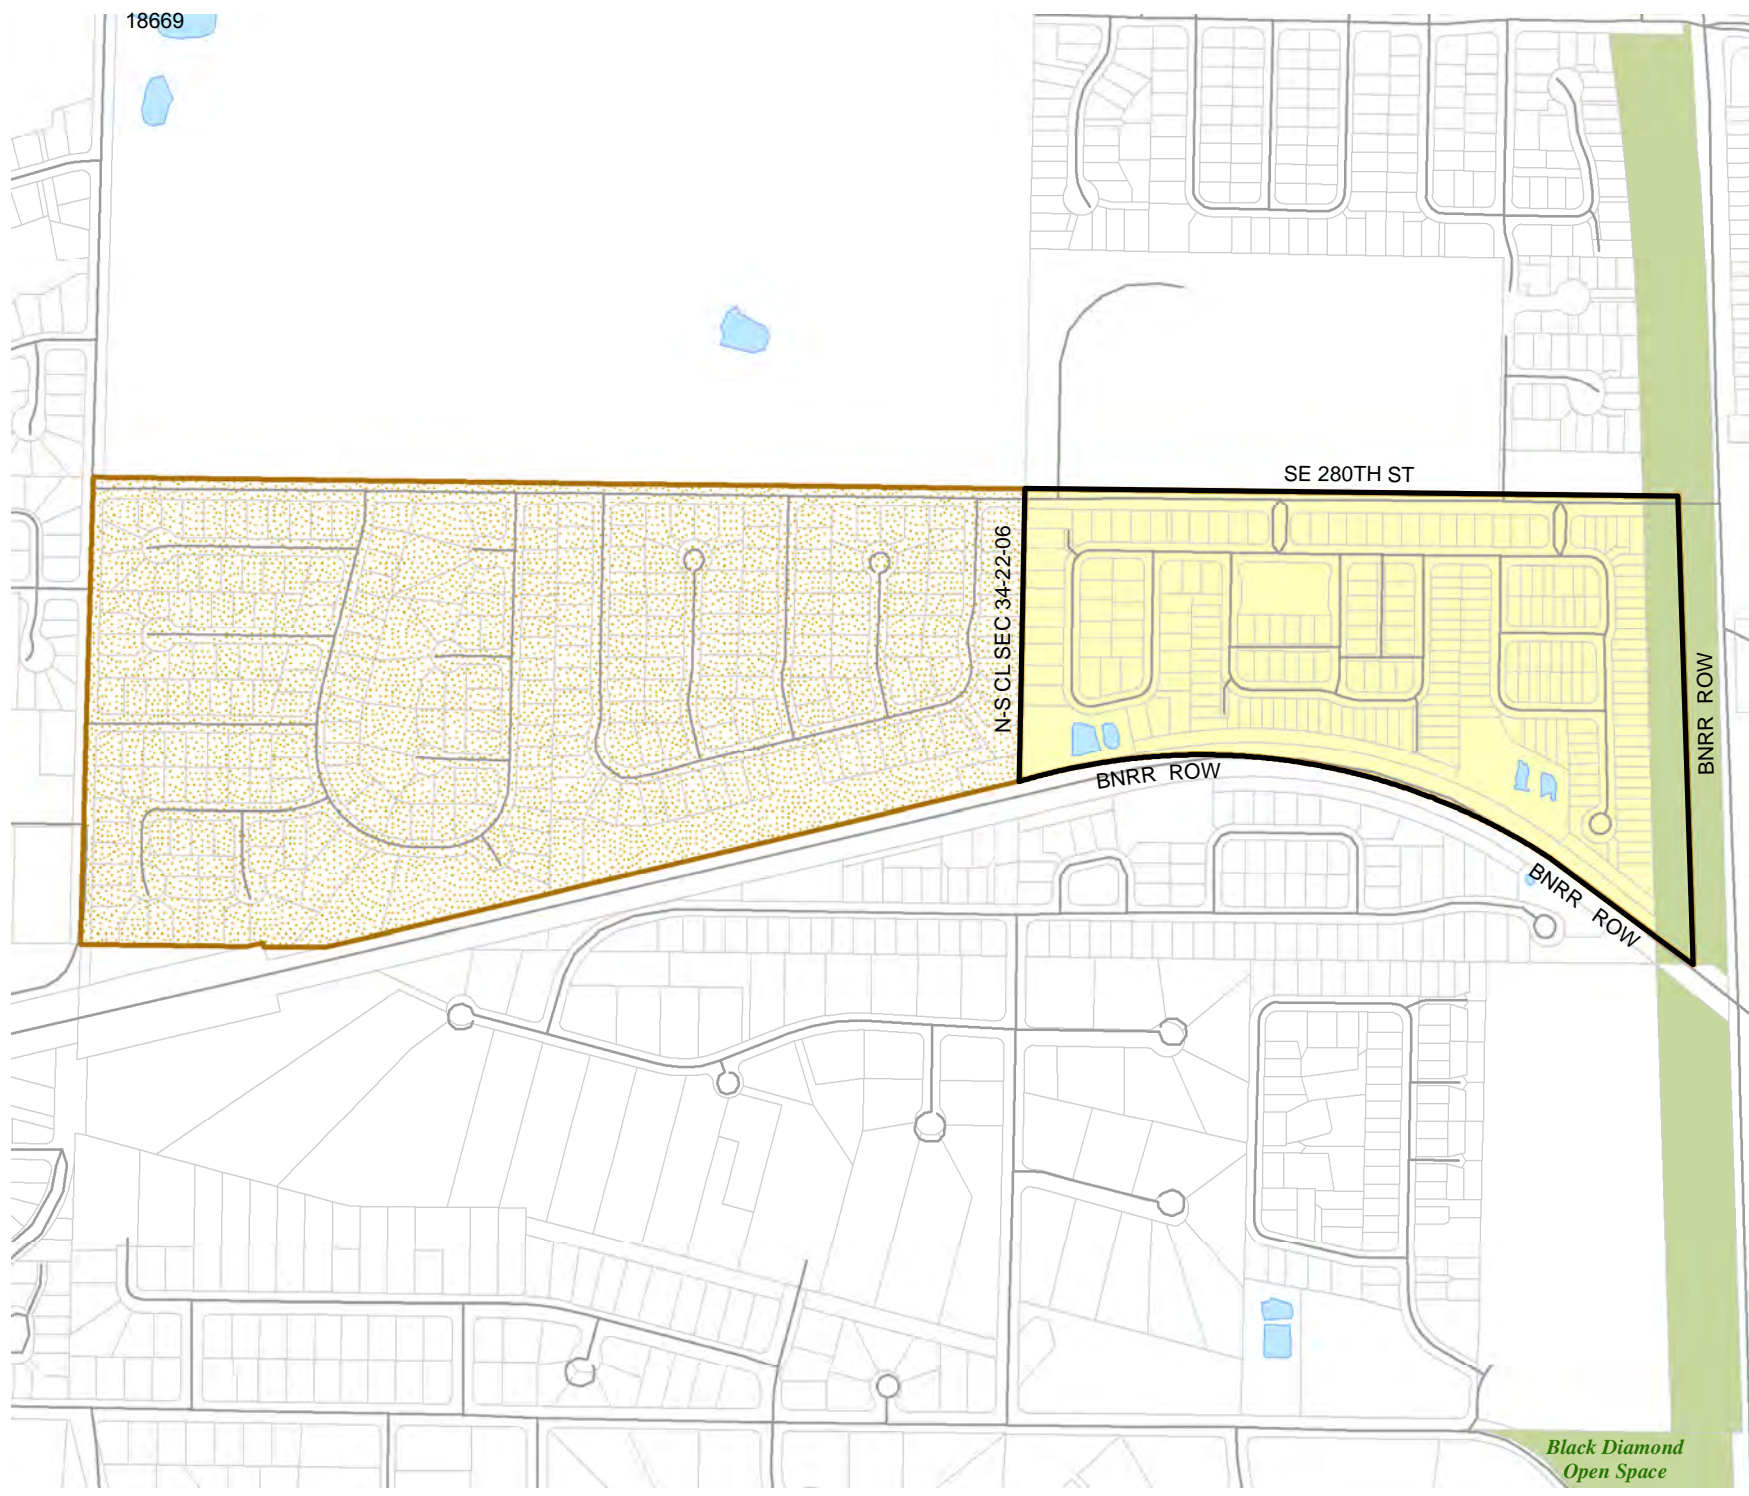 18669
SE 280TH ST
N-S CL SEC 34-22-06
BNRR ROW
BNRR ROW
BNRR ROW
Black Diamond
Open Space